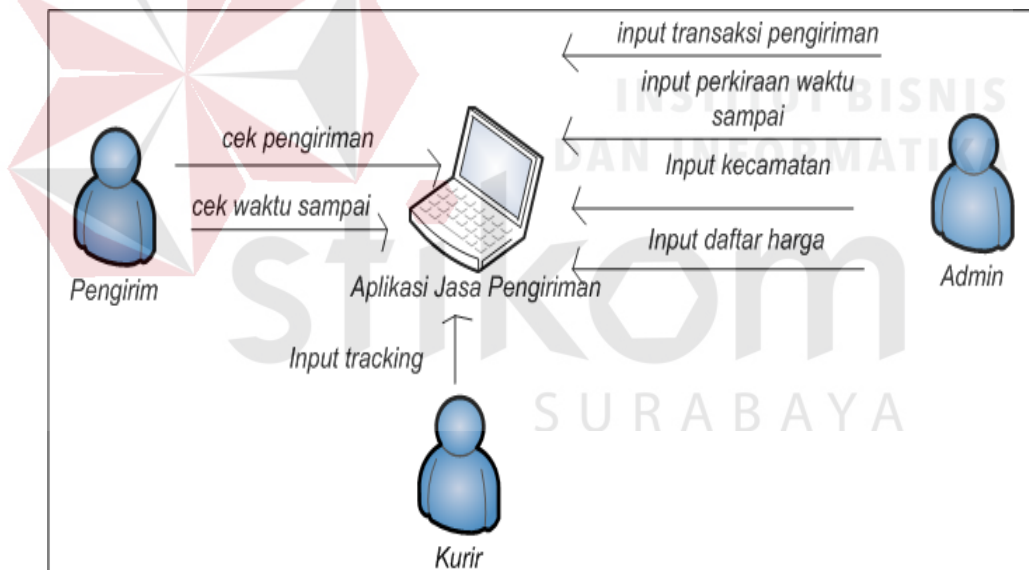 input transaksi pengiriman
input perkiraan waktu
sampai
INSTITUT BISNIS
DAN INFORMATIKA
cek pengiriman
Input kecamatan
cek waktu sampai
Input daftar harga
Pengirim
Aplikasi Jasa Pengiriman
Admin
stikom
Input tracking
SURABAYA
Kurir